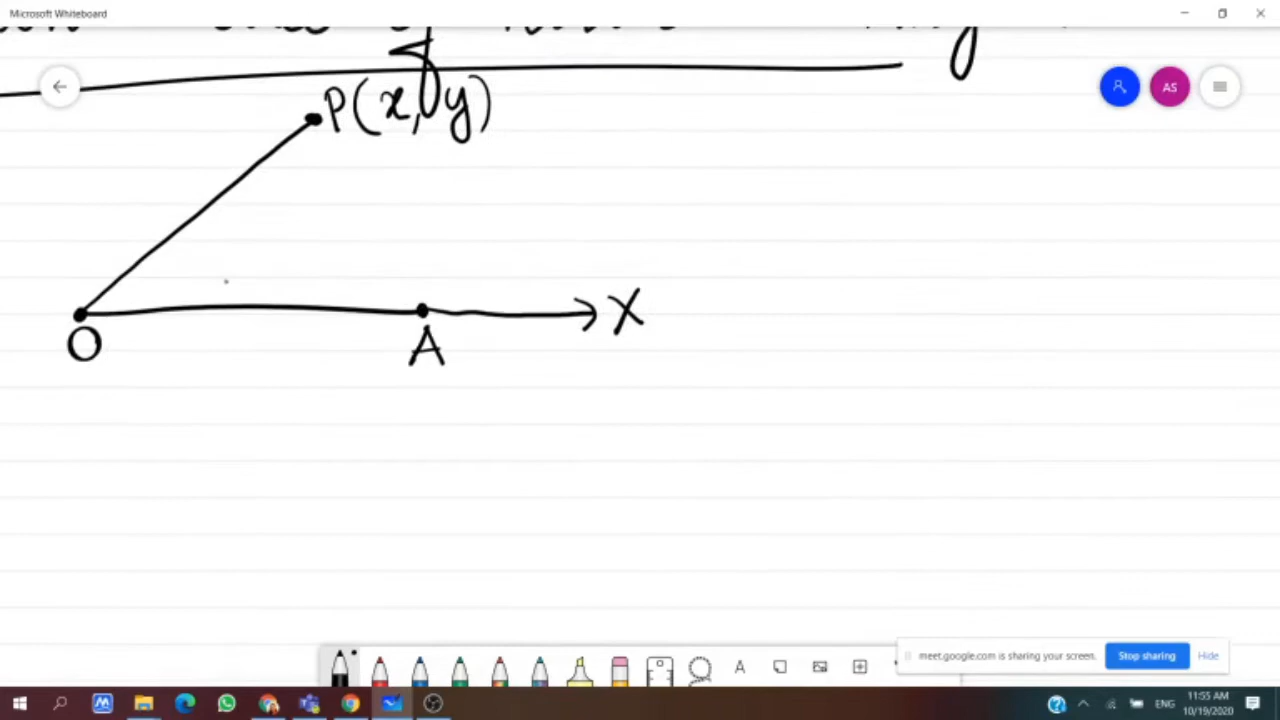 Microsoft Whiteboard
AS
P(x, y)
O
A
X
A
meet.google.com is sharing your screen.
Stop sharing
Hide
ENG
11:55 AM
10/19/2020